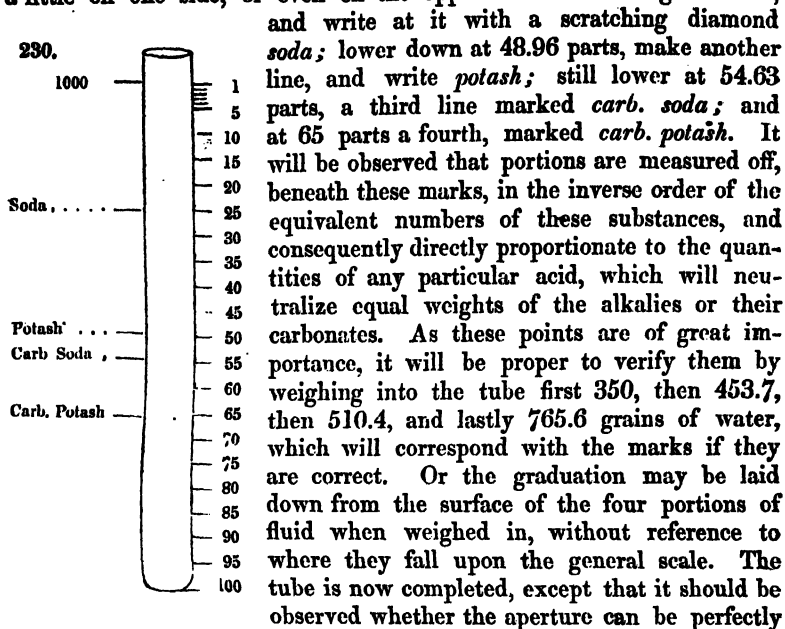 and write at it with a scratching diamond
soda; lower down at 48.96 parts, make another
line, and write potash; still lower at 54.63
parts, a third line marked carb. soda; and
at 65 parts a fourth, marked carb. potash. It
will be observed that portions are measured off,
beneath these marks, in the inverse order of the
equivalent numbers of these substances, and
consequently directly proportionate to the quan-
tities of any particular acid, which will neu-
tralize equal weights of the alkalies or their
carbonates. As these points are of great im-
portance, it will be proper to verify them by
weighing into the tube first 350, then 453.7,
then 510.4, and lastly 765.6 grains of water,
which will correspond with the marks if they
are correct. Or the graduation may be laid
down from the surface of the four portions of
fluid when weighed in, without reference to
where they fall upon the general scale. The
tube is now completed, except that it should be
observed whether the aperture can be perfectly
230.
1000
Soda, . . . .
Potash . . .
Carb Soda ,
Carb. Potash
1
5
10
15
20
25
30
35
40
45
50
55
60
65
70
75
80
85
90
95
100